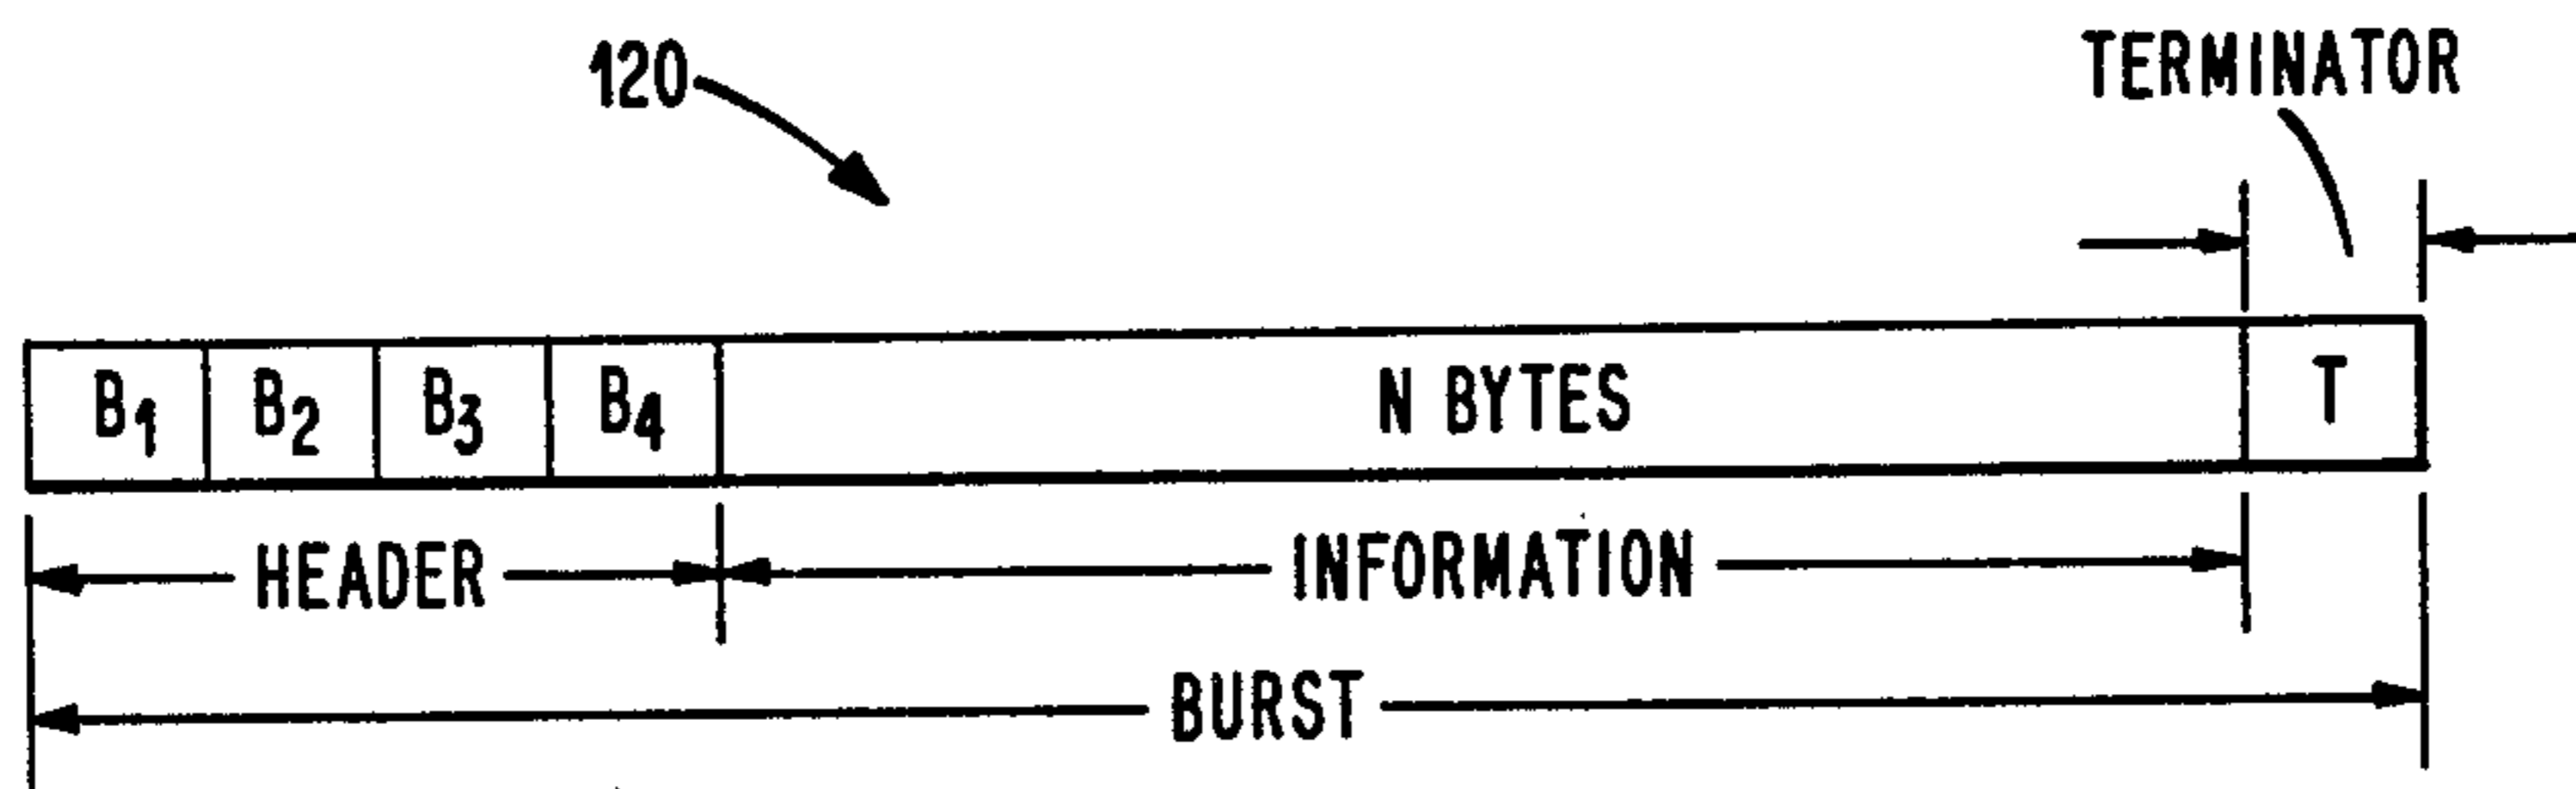 120
TERMINATOR
B1 B2 B3 B4 N BYTES T
HEADER INFORMATION
BURST